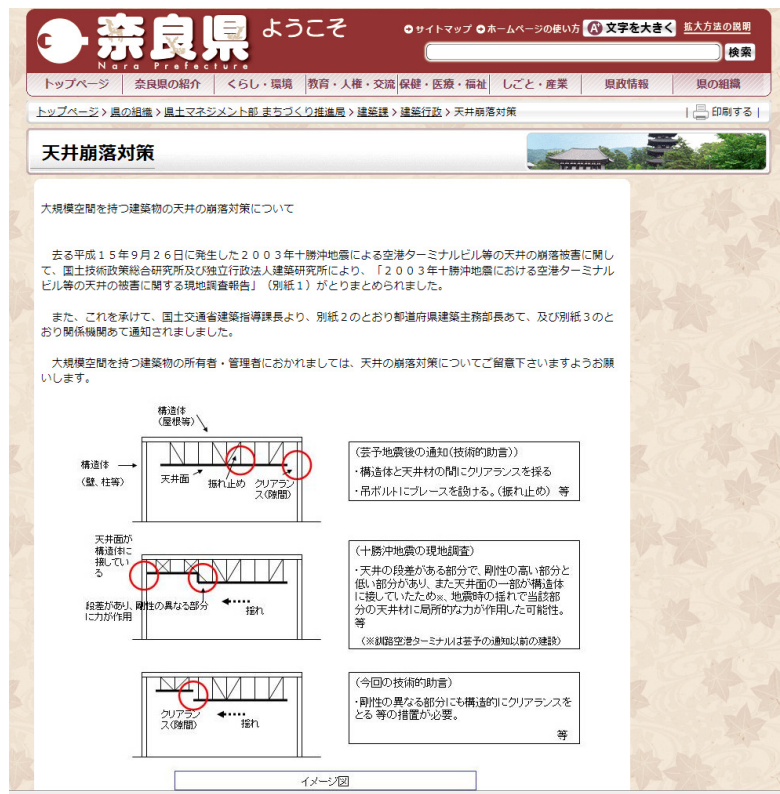 奈良県
Nara Prefecture
ようこそ
サイトマップ
ホームページの使い方
文字を大きく
拡大方法の説明
検索
トップページ
奈良県の紹介
くらし・環境
教育・人権・交流
保健・医療・福祉
しごと・産業
県政情報
県の組織
トップページ > 県の組織 > 県土マネジメント部 まちづくり推進局 > 建築課 > 建築行政 > 天井崩落対策
| 印刷する |
天井崩落対策
大規模空間を持つ建築物の天井の崩落対策について
去る平成15年9月26日に発生した2003年十勝沖地震による空港ターミナルビル等の天井の崩落被害に関し
て、国土技術政策総合研究所及び独立行政法人建築研究所により、「2003年十勝沖地震における空港ターミナル
ビル等の天井の被害に関する現地調査報告」(別紙1)がとりまとめられました。
また、これを承けて、国土交通省建築指導課長より、別紙2のとおり都道府県建築主務部長あて、及び別紙3のと
おり関係機関あて通知されましました。
大規模空間を持つ建築物の所有者・管理者におかれましては、天井の崩落対策についてご留意下さいますようお願
いします。
構造体
(屋根等)
構造体
(壁、柱等)
天井面
振れ止め
クリアラン
ス(隙間)
(芸予地震後の通知(技術的助言))
・構造体と天井材の間にクリアランスを採る
・吊ボルトにブレースを設ける。(振れ止め) 等
天井面が
構造体に
接してい
る
段差があり、剛性の異なる部分
に力が作用
揺れ
(十勝沖地震の現地調査)
・天井の段差がある部分で、剛性の高い部分と
低い部分があり、また天井面の一部が構造体
に接していたため※、地震時の揺れで当該部
分の天井材に局所的な力が作用した可能性。
等
(※釧路空港ターミナルは芸予の通知以前の建設)
クリアラン
ス(隙間)
揺れ
(今回の技術的助言)
・剛性の異なる部分にも構造的にクリアランスを
とる 等の措置が必要。
等
イメージ図